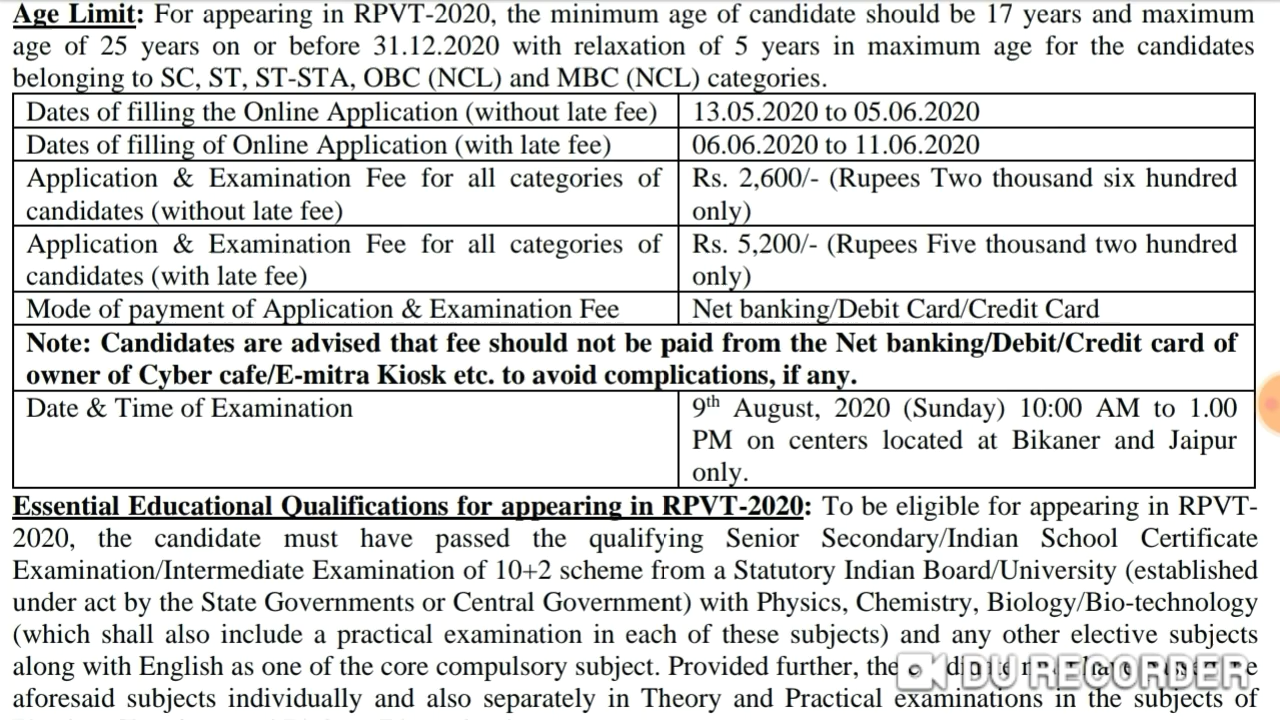 Age Limit: For appearing in RPVT-2020, the minimum age of candidate should be 17 years and maximum
age of 25 years on or before 31.12.2020 with relaxation of 5 years in maximum age for the candidates
belonging to SC, ST, ST-STA, OBC (NCL) and MBC (NCL) categories.
Dates of filling the Online Application (without late fee) 13.05.2020 to 05.06.2020
Dates of filling of Online Application (with late fee) 06.06.2020 to 11.06.2020
Application & Examination Fee for all categories of Rs. 2,600/- (Rupees Two thousand six hundred
candidates (without late fee) only)
Application & Examination Fee for all categories of Rs. 5,200/- (Rupees Five thousand two hundred
candidates (with late fee) only)
Mode of payment of Application & Examination Fee Net banking/Debit Card/Credit Card
Note: Candidates are advised that fee should not be paid from the Net banking/Debit/Credit card of
owner of Cyber cafe/E-mitra Kiosk etc. to avoid complications, if any.
Date & Time of Examination 9th August, 2020 (Sunday) 10:00 AM to 1.00
PM on centers located at Bikaner and Jaipur
only.
Essential Educational Qualifications for appearing in RPVT-2020: To be eligible for appearing in RPVT-
2020, the candidate must have passed the qualifying Senior Secondary/Indian School Certificate
Examination/Intermediate Examination of 10+2 scheme from a Statutory Indian Board/University (established
under act by the State Governments or Central Government) with Physics, Chemistry, Biology/Bio-technology
(which shall also include a practical examination in each of these subjects) and any other elective subjects
along with English as one of the core compulsory subject. Provided further, the
DU RECORDER
aforesaid subjects individually and also separately in Theory and Practical examinations in the subjects of